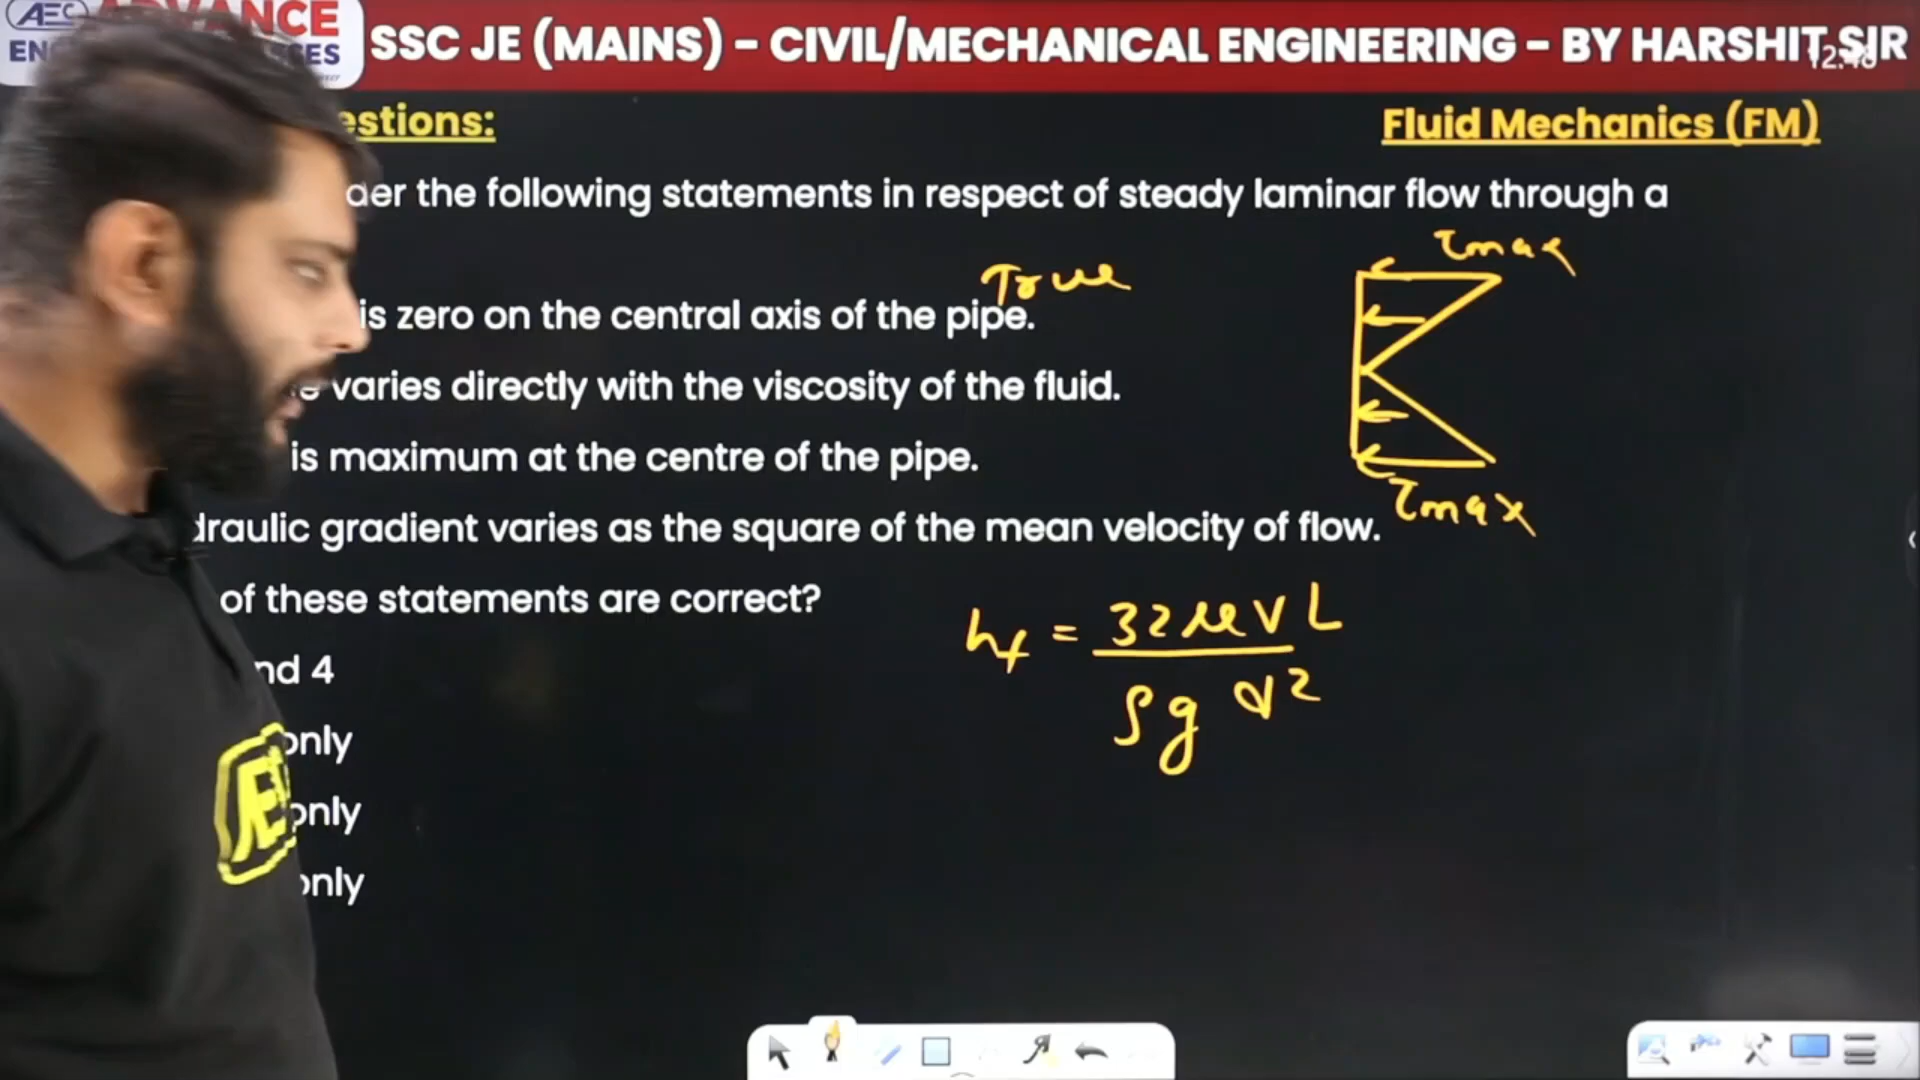 AEC ADVANCE
SSC JE (MAINS) - CIVIL/MECHANICAL ENGINEERING - BY HARSHIT SIR
estions:
Fluid Mechanics (FM)
der the following statements in respect of steady laminar flow through a
τmax
True
is zero on the central axis of the pipe.
varies directly with the viscosity of the fluid.
is maximum at the centre of the pipe.
τmax
draulic gradient varies as the square of the mean velocity of flow.
of these statements are correct?
hf = 32μVL
ρg d²
nd 4
only
only
only